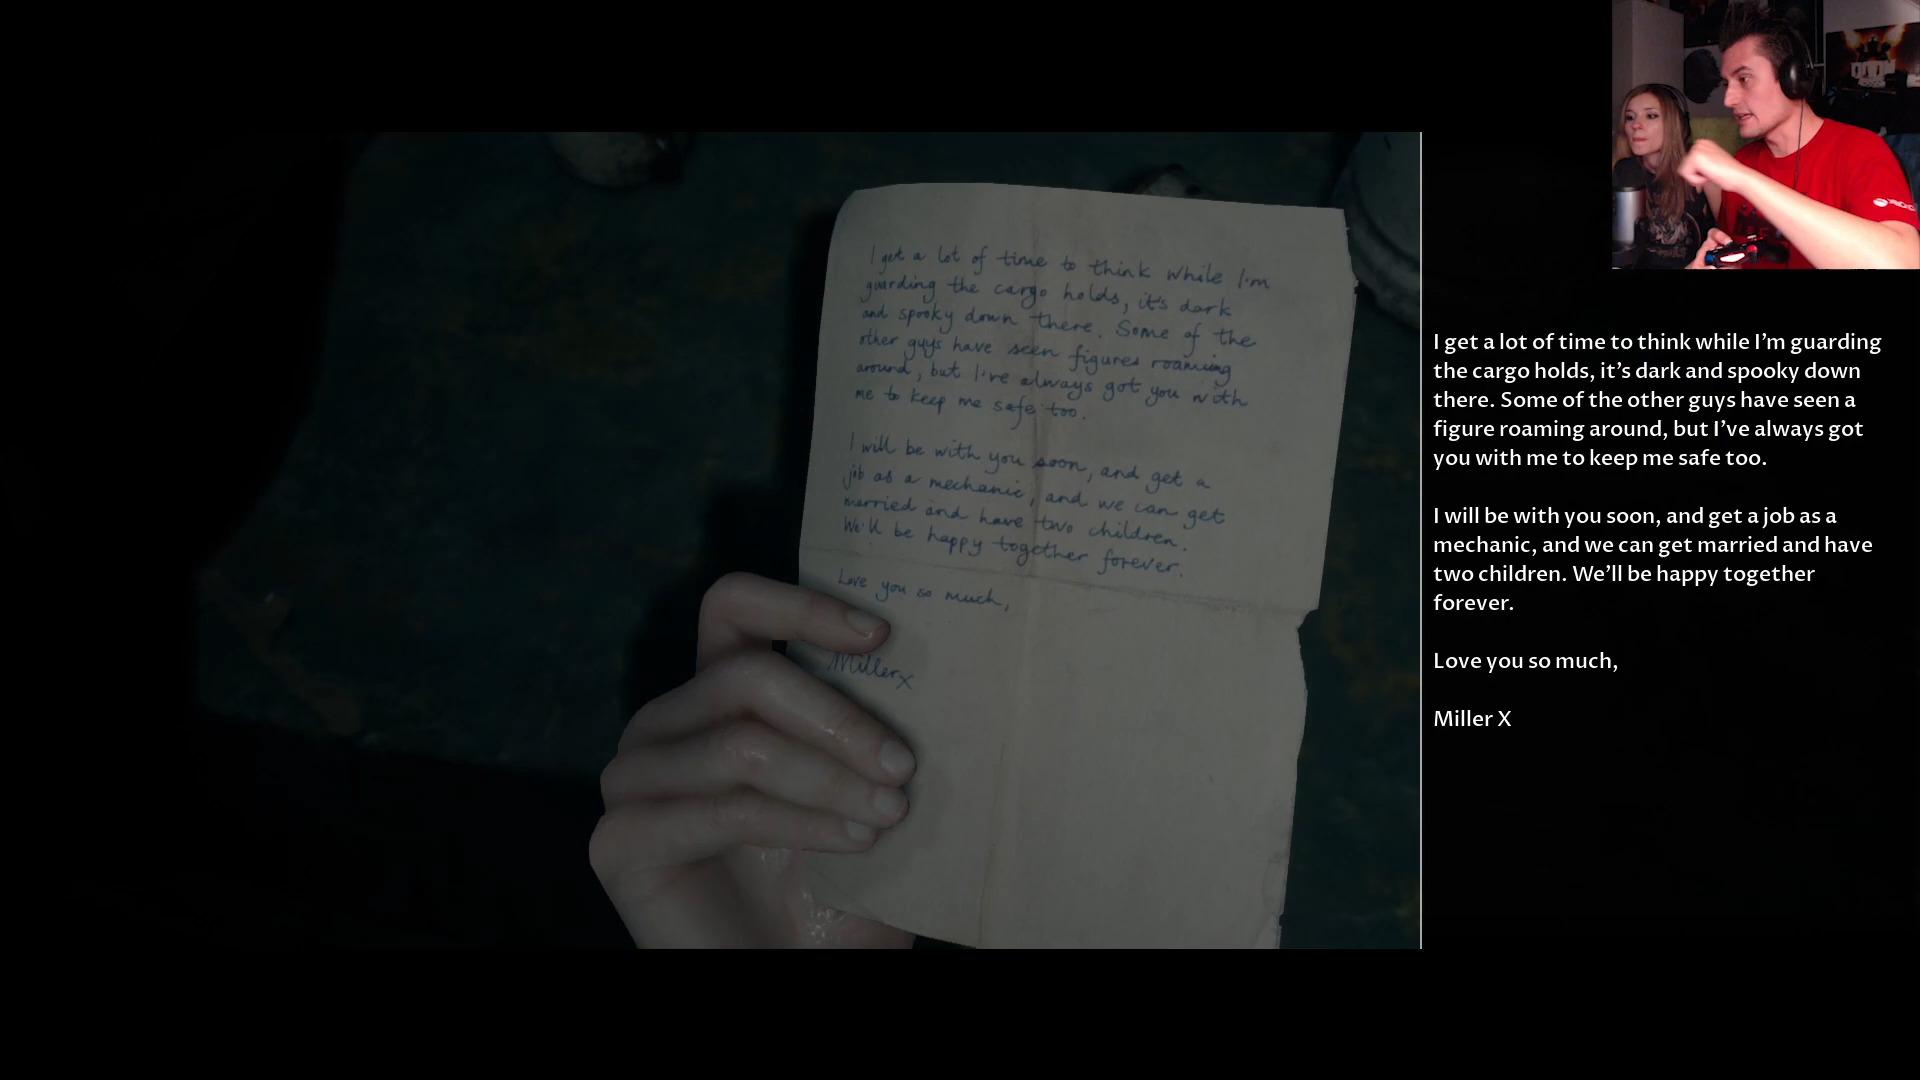 I get a lot of time to think while I'm
guarding the cargo holds, it's dark
and spooky down there. Some of the
other guys have seen figures roaming
around, but I've always got you with
me to keep me safe too.
I will be with you soon, and get a
job as a mechanic, and we can get
married and have two children.
We'll be happy together forever.
Love you so much,
Miller X
I get a lot of time to think while I'm guarding
the cargo holds, it's dark and spooky down
there. Some of the other guys have seen a
figure roaming around, but I've always got
you with me to keep me safe too.
I will be with you soon, and get a job as a
mechanic, and we can get married and have
two children. We'll be happy together
forever.
Love you so much,
Miller X